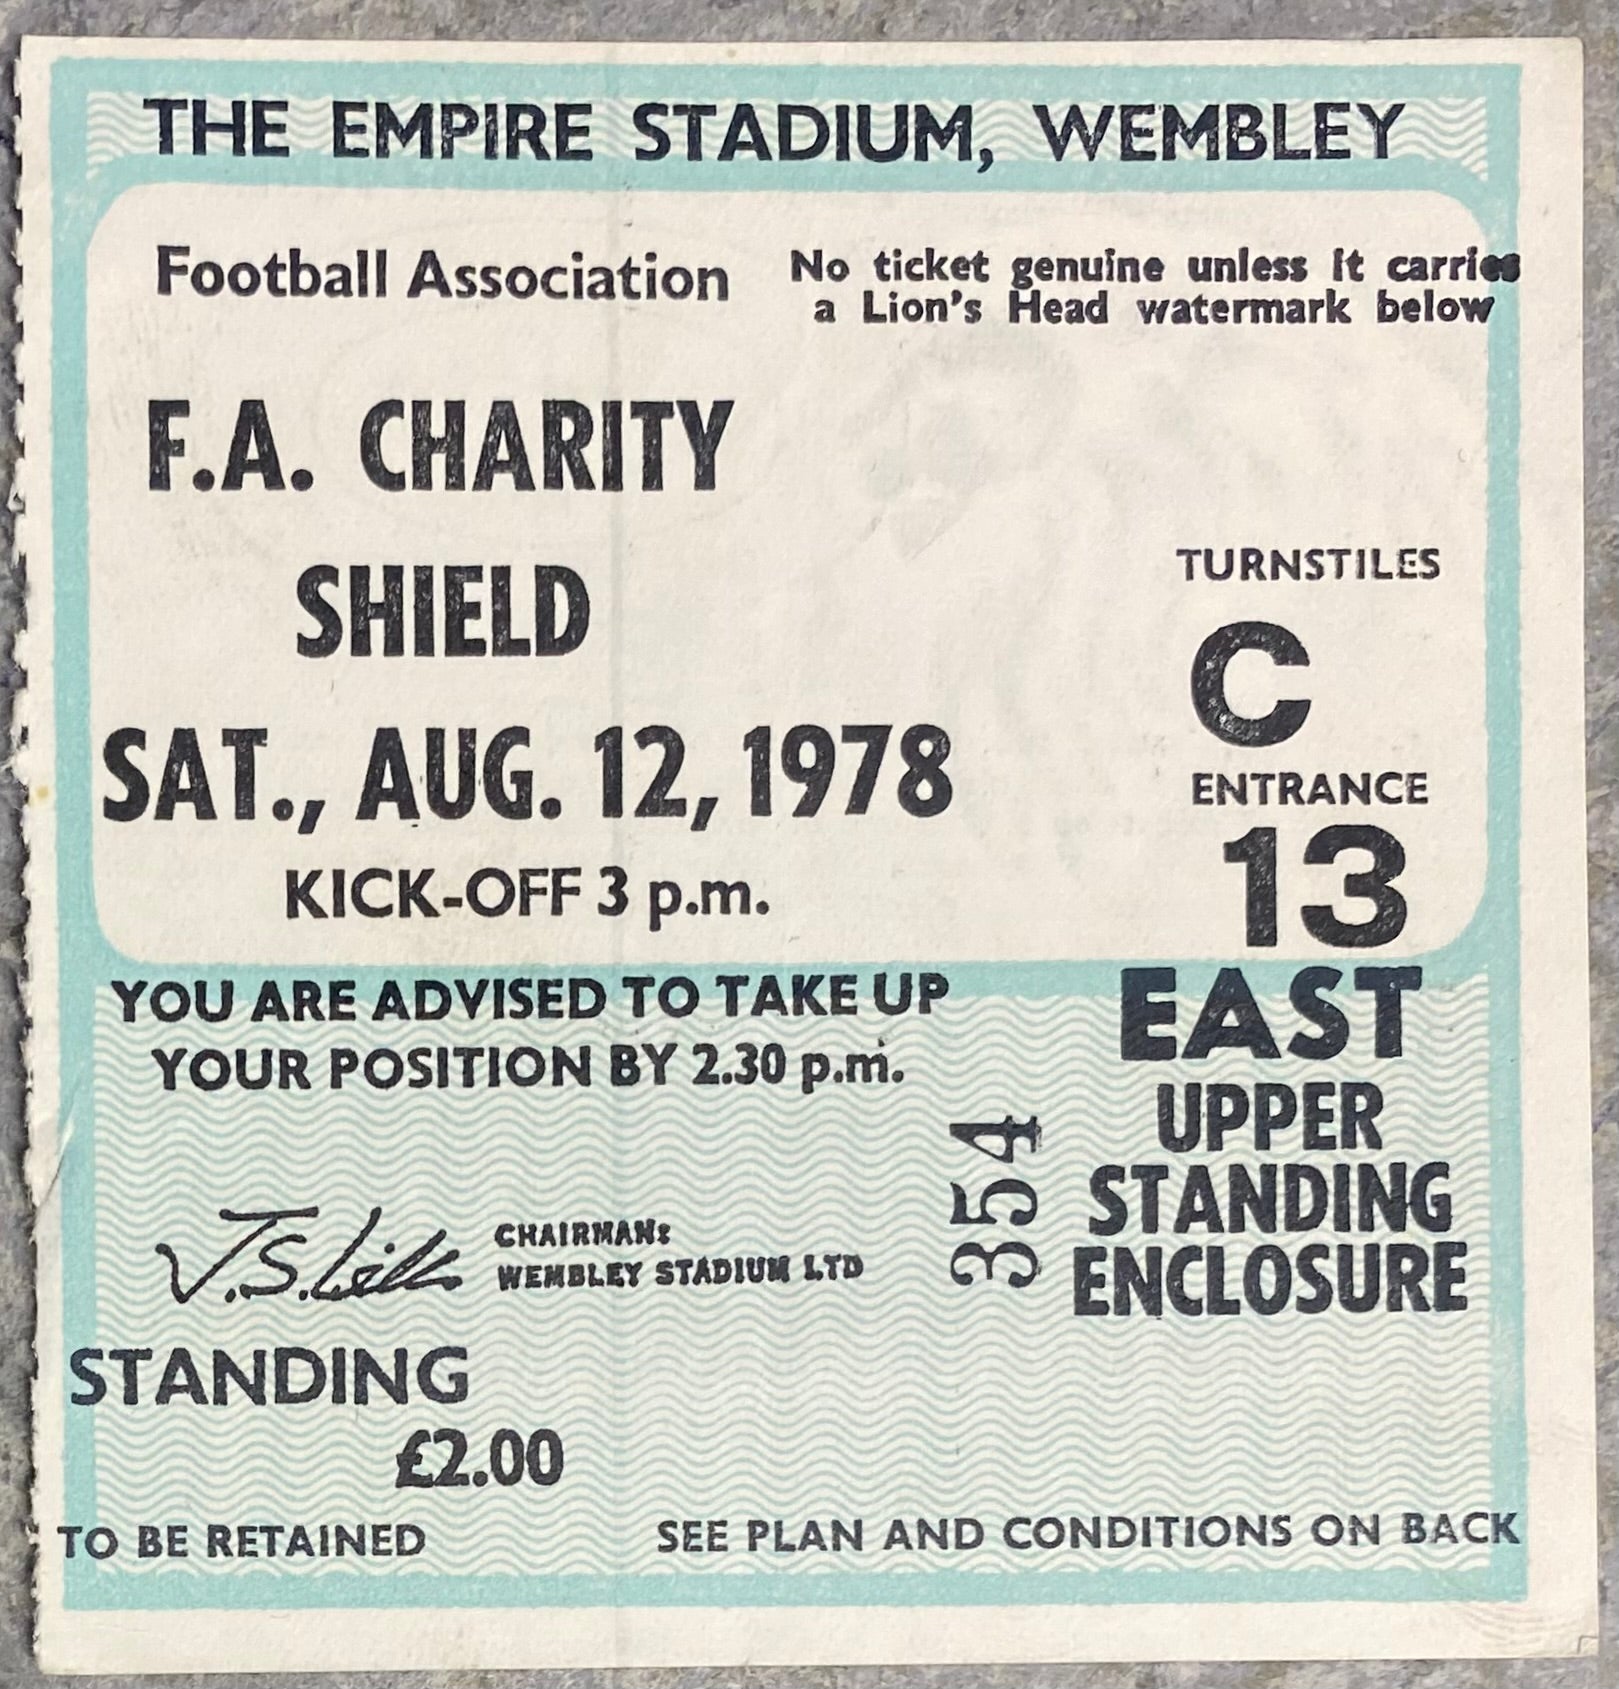 THE EMPIRE STADIUM, WEMBLEY
Football Association
No ticket genuine unless it carries
a Lion's Head watermark below
F.A. CHARITY
SHIELD
SAT., AUG. 12, 1978
KICK-OFF 3 p.m.
TURNSTILES
C
ENTRANCE
13
EAST
UPPER
STANDING
ENCLOSURE
354
YOU ARE ADVISED TO TAKE UP
YOUR POSITION BY 2.30 p.m.
CHAIRMAN:
WEMBLEY STADIUM LTD
STANDING
£2.00
TO BE RETAINED
SEE PLAN AND CONDITIONS ON BACK